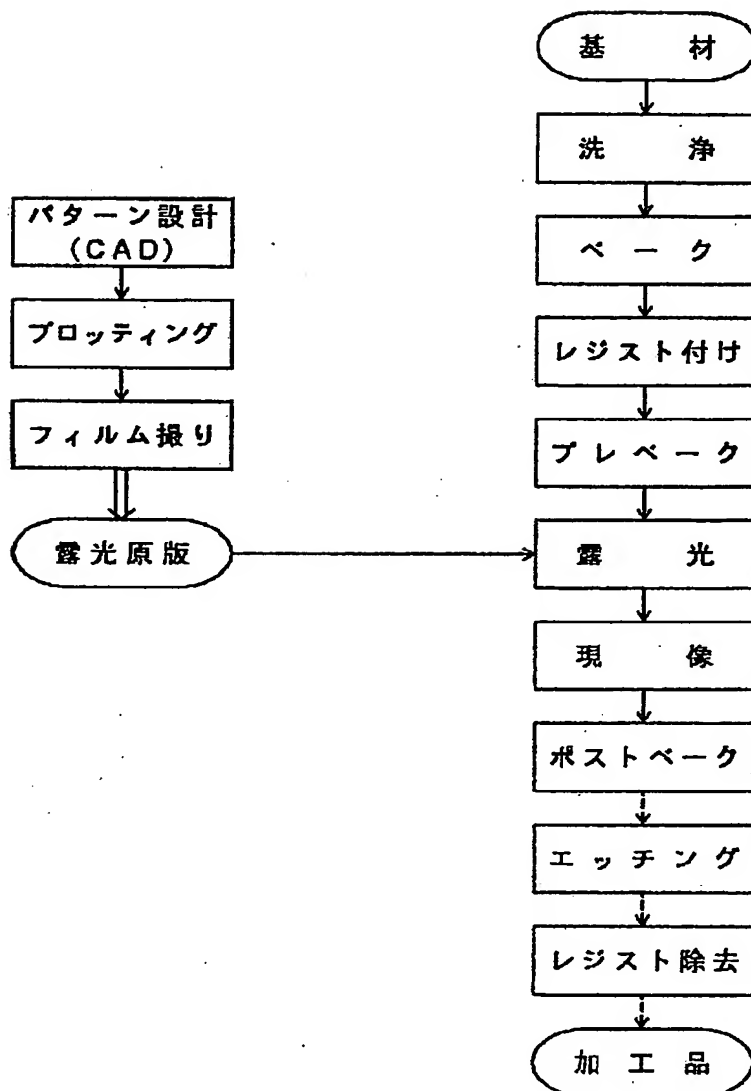 パターン設計
(CAD)
プロッティング
フィルム撮り
露光原版
基材
洗浄
ベーク
レジスト付け
プレベーク
露光
現像
ポストベーク
エッチング
レジスト除去
加工品